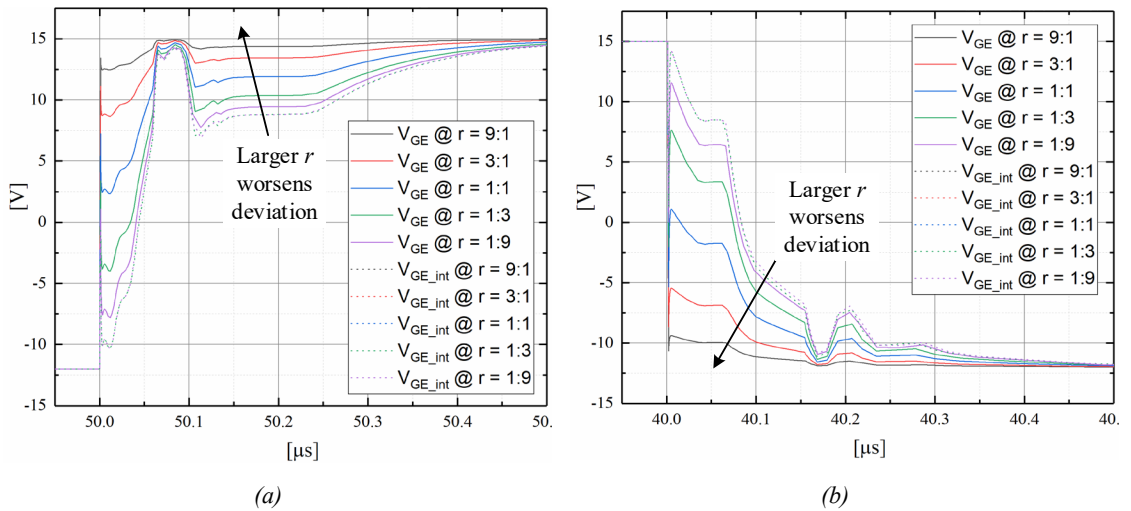 15
10
5
0
-5
-10
-15
[V]
50.0
50.1
50.2
50.3
50.4
50.
[µs]
Larger r
worsens
deviation
V_GE @ r = 9:1
V_GE @ r = 3:1
V_GE @ r = 1:1
V_GE @ r = 1:3
V_GE @ r = 1:9
V_GE_int @ r = 9:1
V_GE_int @ r = 3:1
V_GE_int @ r = 1:1
V_GE_int @ r = 1:3
V_GE_int @ r = 1:9
(a)
15
10
5
0
-5
-10
-15
[V]
40.0
40.1
40.2
40.3
40.4
40.
[µs]
Larger r
worsens
deviation
V_GE @ r = 9:1
V_GE @ r = 3:1
V_GE @ r = 1:1
V_GE @ r = 1:3
V_GE @ r = 1:9
V_GE_int @ r = 9:1
V_GE_int @ r = 3:1
V_GE_int @ r = 1:1
V_GE_int @ r = 1:3
V_GE_int @ r = 1:9
(b)